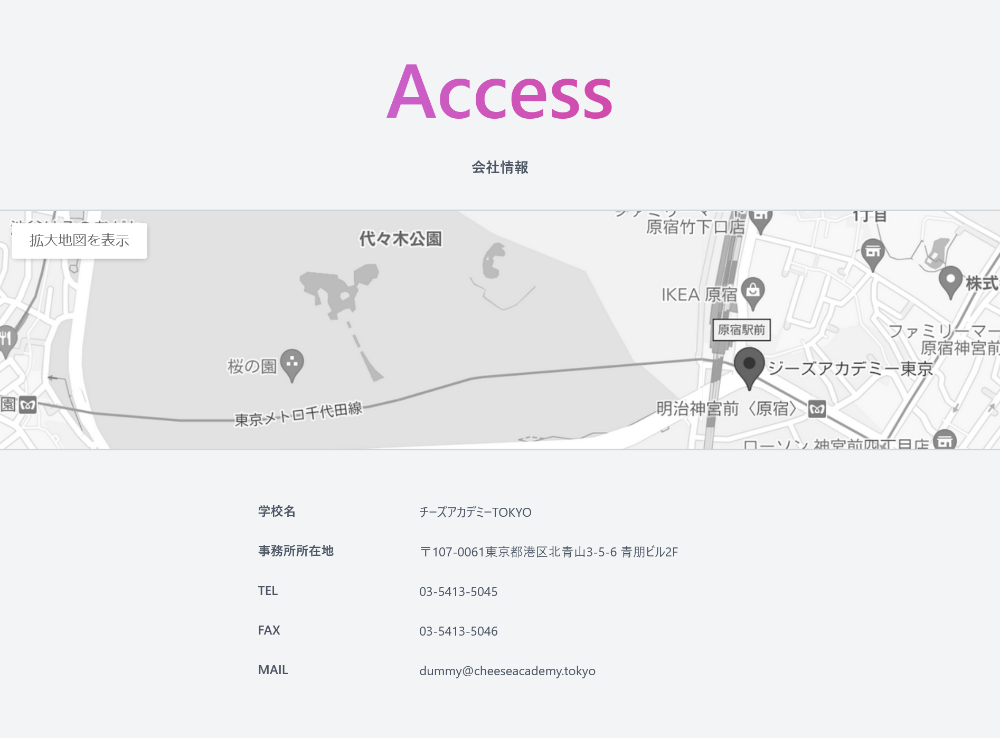 Access
会社情報
拡大地図を表示
代々木公園
原宿竹下口店
1丁目
IKEA 原宿
株式
原宿駅前
ファミリーマー
原宿神宮前
桜の園
ジーズアカデミー東京
園
東京メトロ千代田線
明治神宮前〈原宿〉
ローソン 神宮前四丁目店
学校名
チーズアカデミーTOKYO
事務所所在地
〒107-0061東京都港区北青山3-5-6 青朋ビル2F
TEL
03-5413-5045
FAX
03-5413-5046
MAIL
dummy@cheeseacademy.tokyo